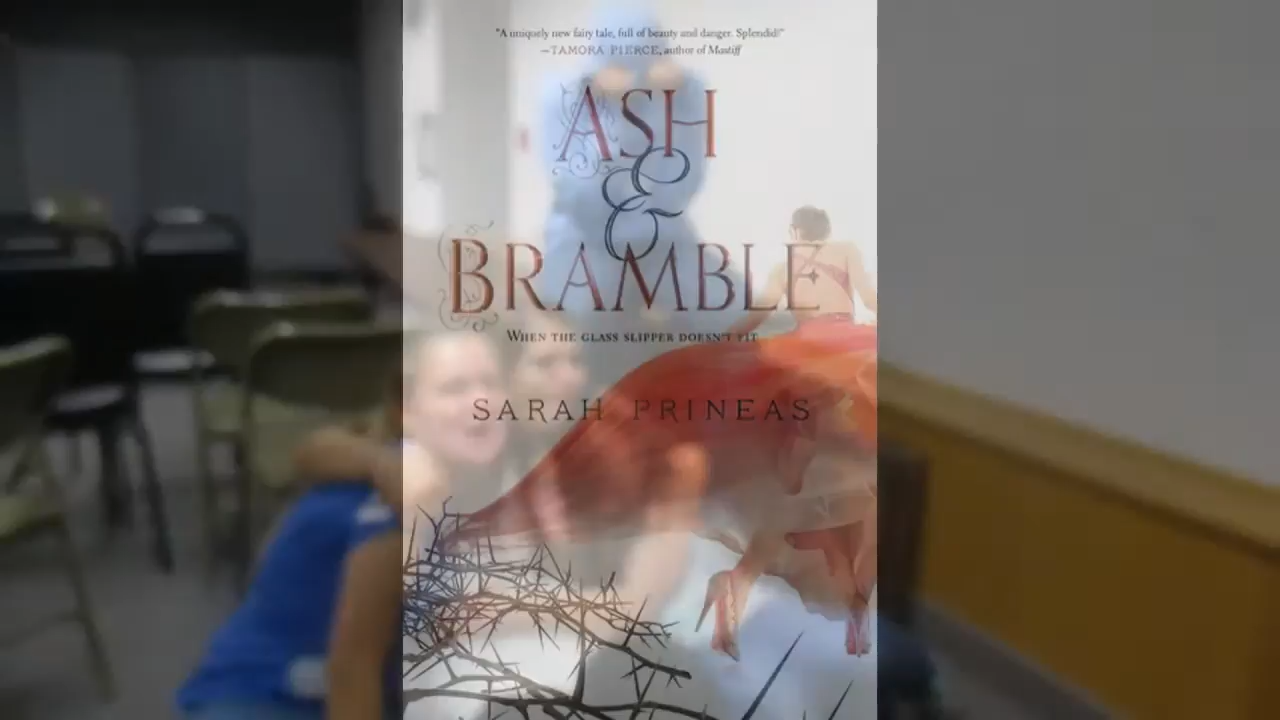 "A uniquely new fairy tale, full of beauty and danger. Splendid!"
—TAMORA PIERCE, author of Mastiff
ASH
&
BRAMBLE
WHEN THE GLASS SLIPPER DOESN'T FIT
SARAH PRINEAS